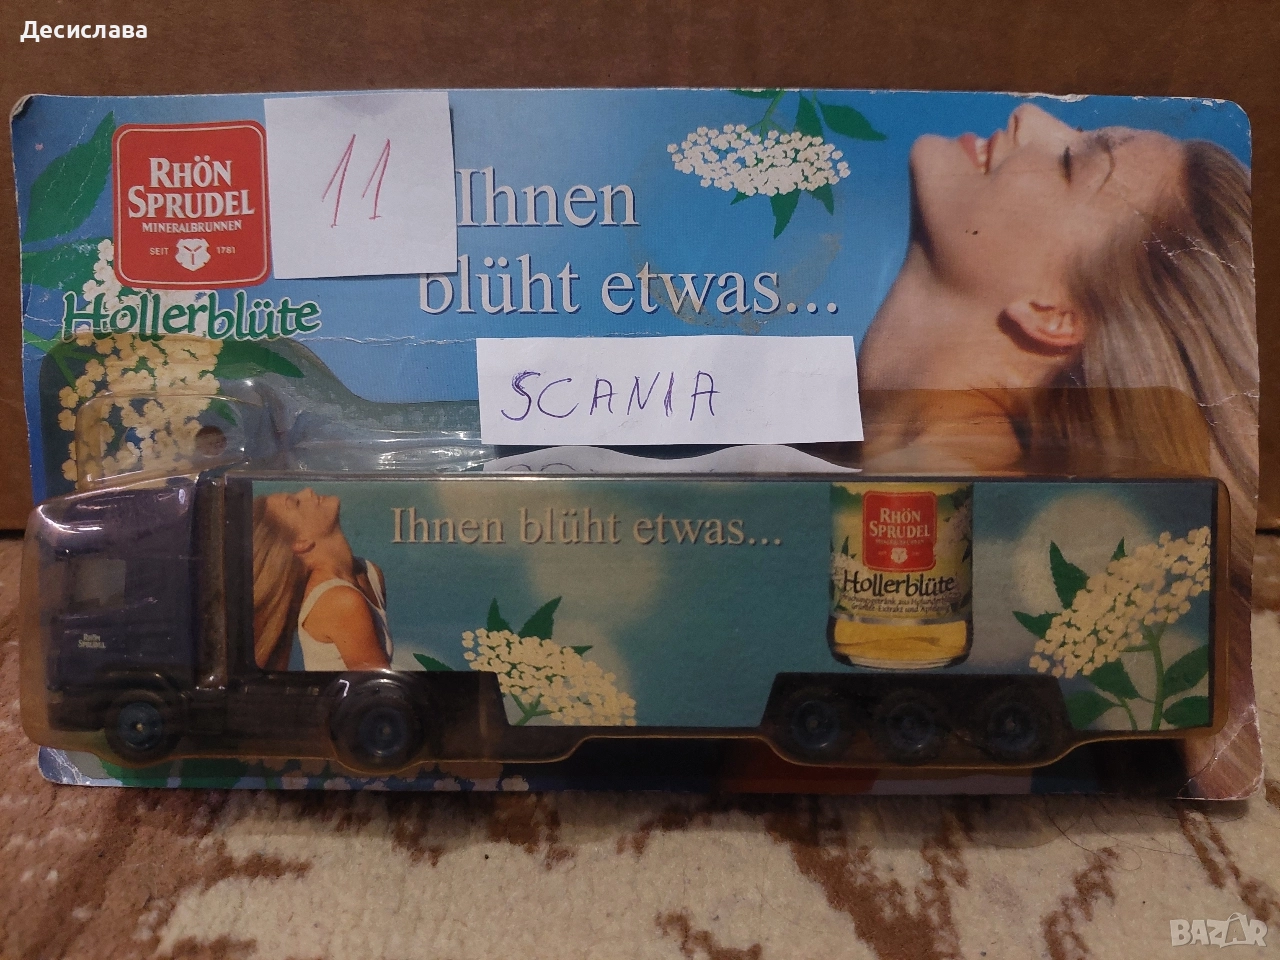 Десислава
RHÖN
SPRUDEL
MINERALBRUNNEN
SEIT 1781
Hollerblüte
11
Ihnen
blüht etwas...
SCANIA
Ihnen blüht etwas...
RHÖN
SPRUDEL
Hollerblüte
RHÖN
SPRUDEL
BAZAR